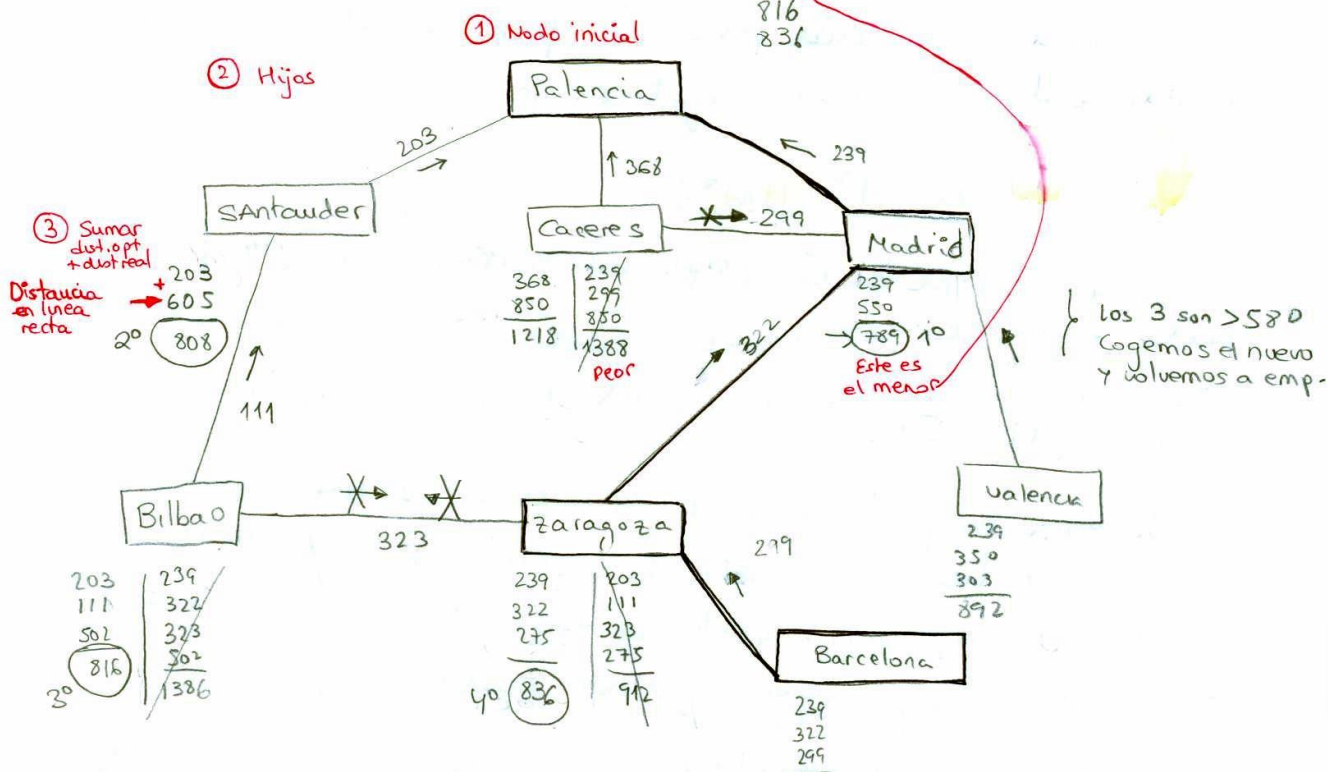 816
836
① Nodo inicial
② Hijos
Palencia
203
368
239
Santander
Caceres
299
Madrid
③ Sumar
dist.opt
+ dist real
+ 203
Distancia
en linea
recta
605
2º 808
368
850
1218
239
299
850
1388
Peor
239
550
789 1º
Este es
el menor
Los 3 son >580
Cogemos el nuevo
y volvemos a emp.
322
111
Bilbao
323
Zaragoza
Valencia
239
350
303
892
299
203
111
502
3º 816
239
322
323
502
1386
239
322
275
4º 836
203
111
323
275
912
Barcelona
239
322
299